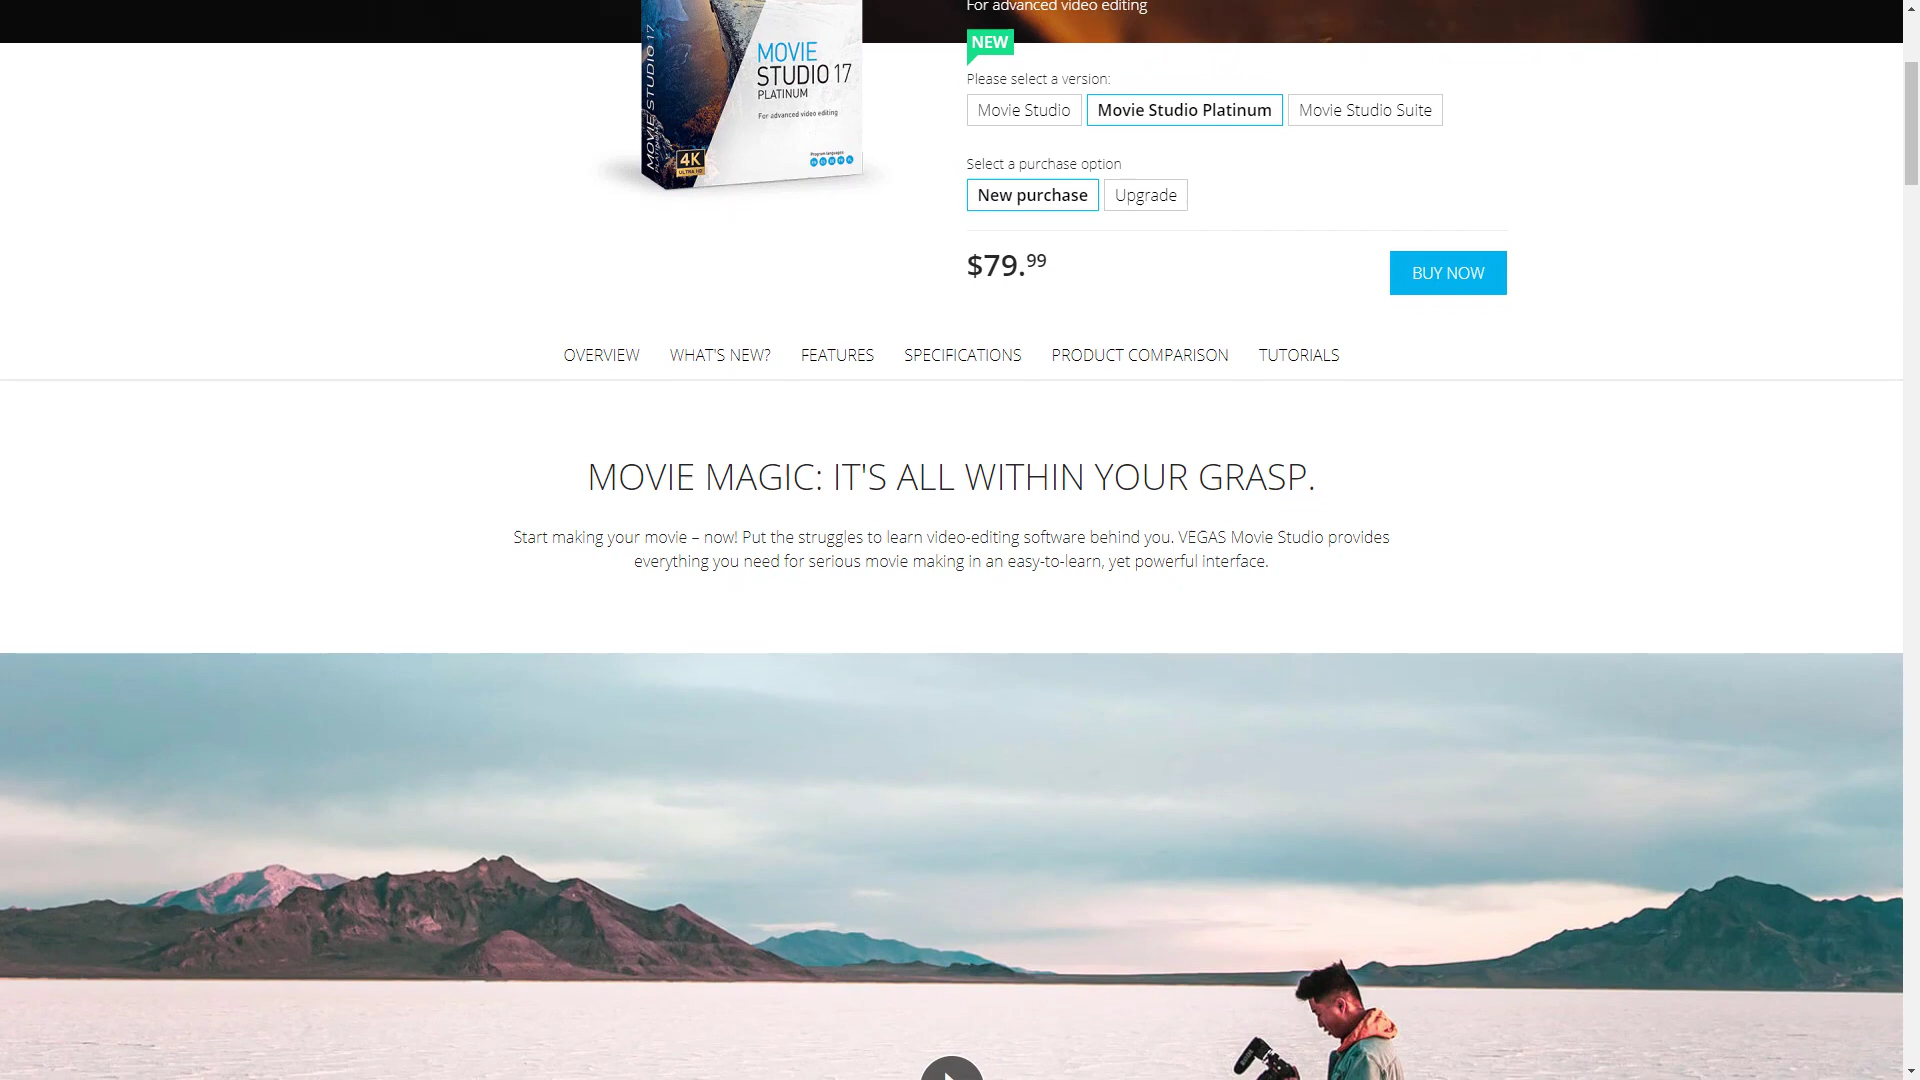 For advanced video editing
NEW
Please select a version:
Movie Studio
Movie Studio Platinum
Movie Studio Suite
Select a purchase option
New purchase
Upgrade
$79.99
BUY NOW
MOVIE STUDIO 17
MOVIE
STUDIO 17
PLATINUM
For advanced video editing
4K
ULTRA HD
Program languages:
OVERVIEW
WHAT'S NEW?
FEATURES
SPECIFICATIONS
PRODUCT COMPARISON
TUTORIALS
MOVIE MAGIC: IT'S ALL WITHIN YOUR GRASP.
Start making your movie – now! Put the struggles to learn video-editing software behind you. VEGAS Movie Studio provides
everything you need for serious movie making in an easy-to-learn, yet powerful interface.